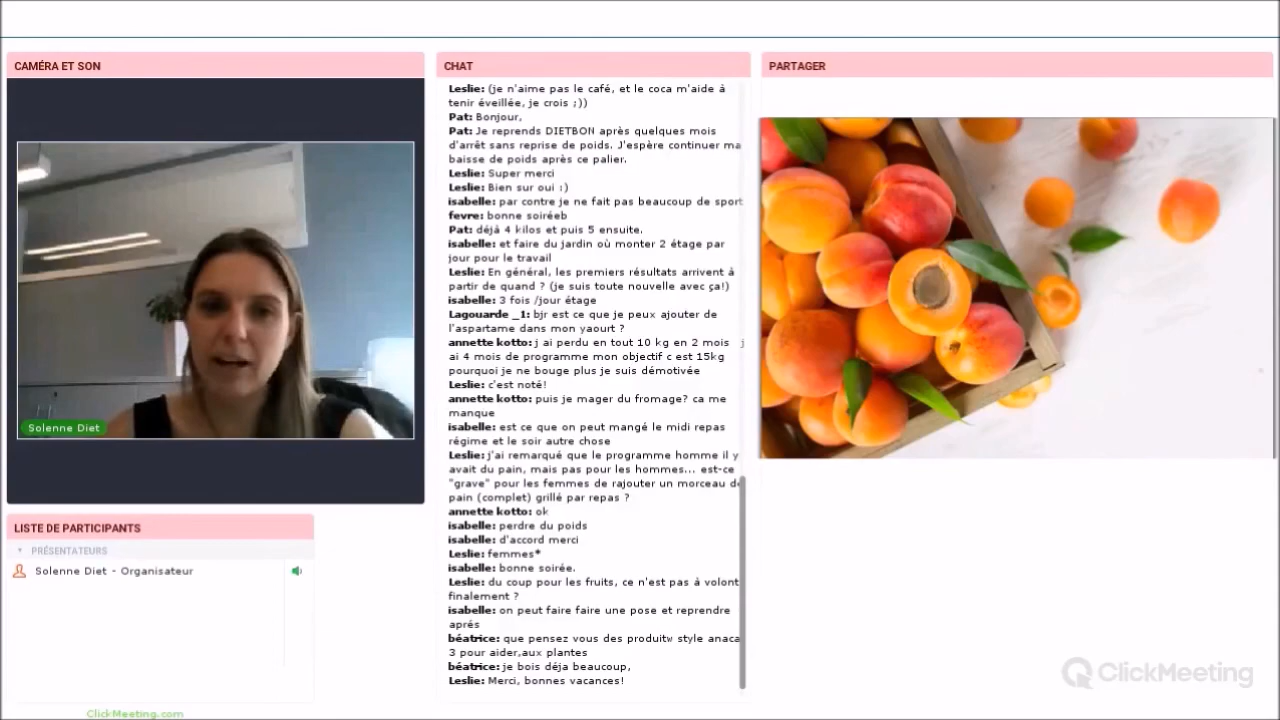 CAMÉRA ET SON
Solenne Diet
LISTE DE PARTICIPANTS
PRÉSENTATEURS
Solenne Diet - Organisateur
ClickMeeting.com
CHAT
Leslie: (je n'aime pas le café, et le coca m'aide à
tenir éveillée, je crois ;))
Pat: Bonjour,
Pat: Je reprends DIETBON après quelques mois
d'arrêt sans reprise de poids. J'espère continuer ma
baisse de poids après ce palier.
Leslie: Super merci
Leslie: Bien sur oui :)
isabelle: par contre je ne fait pas beaucoup de sport
fevre: bonne soiréeb
Pat: déjà 4 kilos et puis 5 ensuite.
isabelle: et faire du jardin où monter 2 étage par
jour pour le travail
Leslie: En général, les premiers résultats arrivent à
partir de quand ? (je suis toute nouvelle avec ça!)
isabelle: 3 fois /jour étage
Lagouarde _1: bjr est ce que je peux ajouter de
l'aspartame dans mon yaourt ?
annette kotto: j ai perdu en tout 10 kg en 2 mois j
ai 4 mois de programme mon objectif c est 15kg
pourquoi je ne bouge plus je suis démotivée
Leslie: c'est noté!
annette kotto: puis je mager du fromage? ca me
manque
isabelle: est ce que on peut mangé le midi repas
régime et le soir autre chose
Leslie: j'ai remarqué que le programme homme il y
avait du pain, mais pas pour les hommes... est-ce
"grave" pour les femmes de rajouter un morceau de
pain (complet) grillé par repas ?
annette kotto: ok
isabelle: perdre du poids
isabelle: d'accord merci
Leslie: femmes*
isabelle: bonne soirée.
Leslie: du coup pour les fruits, ce n'est pas à volont
finalement ?
isabelle: on peut faire faire une pose et reprendre
aprés
béatrice: que pensez vous des produitw style anaca
3 pour aider,aux plantes
béatrice: je bois déja beaucoup,
Leslie: Merci, bonnes vacances!
PARTAGER
ClickMeeting